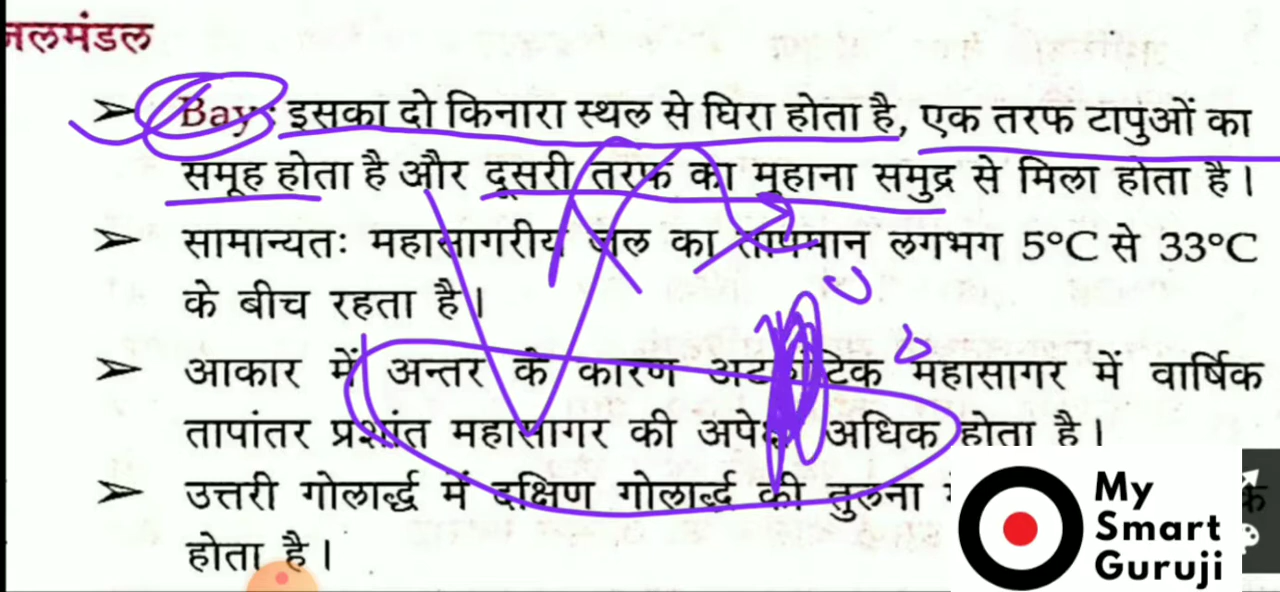 जलमंडल
➤ Bay : इसका दो किनारा स्थल से घिरा होता है, एक तरफ टापुओं का
समूह होता है और दूसरी तरफ का मुहाना समुद्र से मिला होता है।
➤ सामान्यतः महासागरीय जल का तापमान लगभग 5°C से 33°C
के बीच रहता है।
➤ आकार में अन्तर के कारण महासागर में वार्षिक
तापांतर प्रशांत महासागर की अधिक होता है।
➤ उत्तरी गोलार्द्ध में दक्षिण गोलार्द्ध की तुलना
होता है।
My
Smart
Guruji